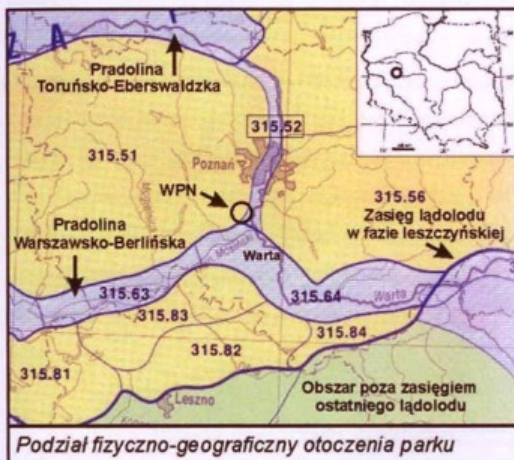 Z A
Pradolina
Toruńsko-Eberswaldzka
315.52
315.51
Poznań
WPN
315.56
Zasięg lądolodu
w fazie leszczyńskiej
Pradolina
Warszawsko-Berlińska
Warta
315.63
315.64
Warta
315.83
315.84
315.82
315.81
Leszno
Obszar poza zasięgiem
ostatniego lądolodu
Podział fizyczno-geograficzny otoczenia parku